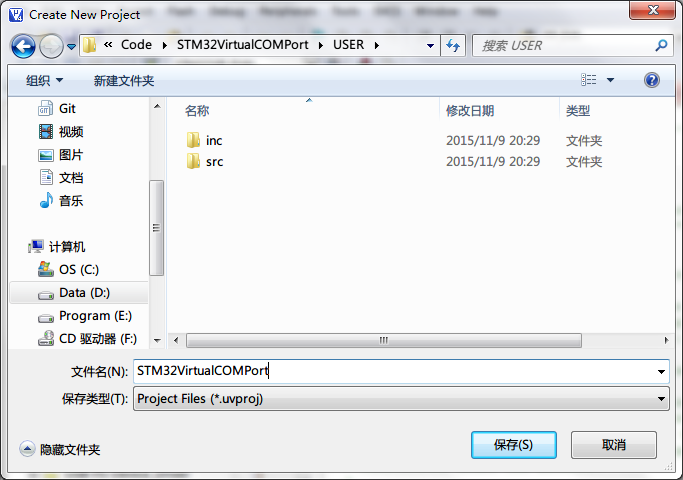 Create New Project
« Code ▸ STM32VirtualCOMPort ▸ USER ▸
搜索 USER
组织 新建文件夹
名称 修改日期 类型
Git
视频
图片
文档
音乐
计算机
OS (C:)
Data (D:)
Program (E:)
CD 驱动器 (F:)
inc 2015/11/9 20:29 文件夹
src 2015/11/9 20:29 文件夹
文件名(N): STM32VirtualCOMPort
保存类型(T): Project Files (*.uvproj)
隐藏文件夹
保存(S) 取消